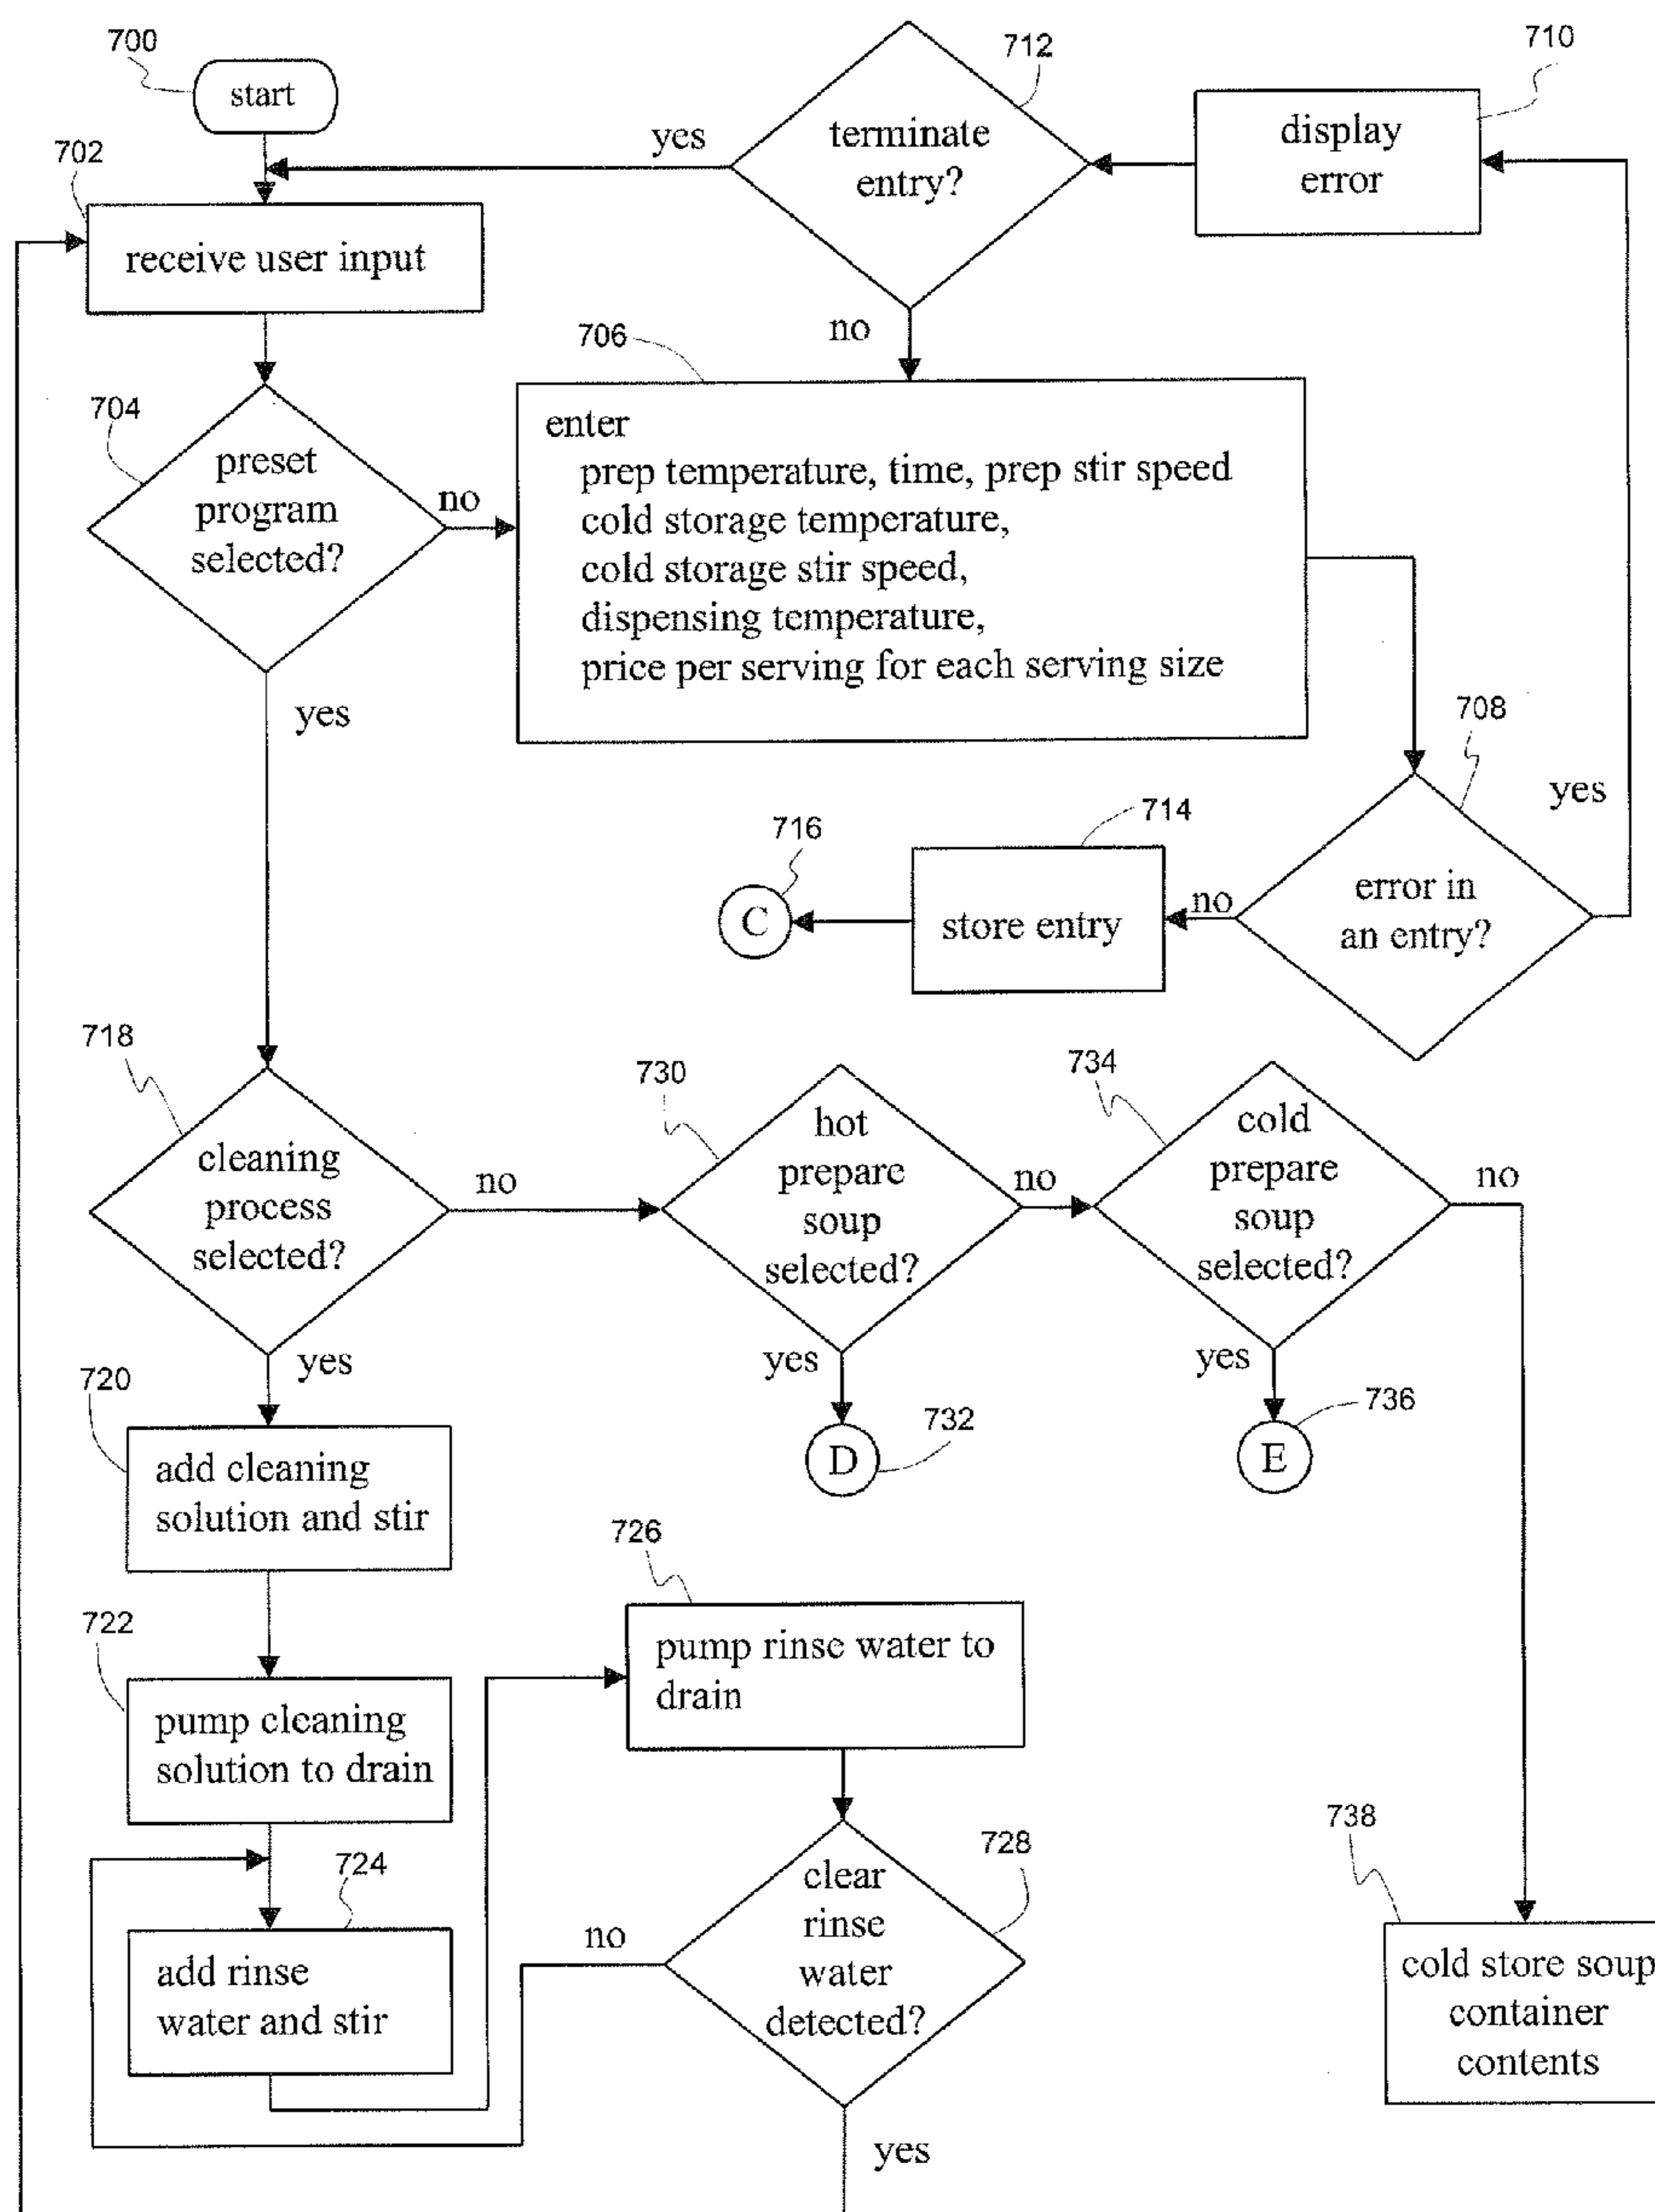 700
start
712
710
terminate
entry?
display
error
yes
702
receive user input
no
706
704
preset
program
selected?
no
enter
prep temperature, time, prep stir speed
cold storage temperature,
cold storage stir speed,
dispensing temperature,
price per serving for each serving size
yes
708
yes
714
716
C
store entry
no
error in
an entry?
718
730
734
cleaning
process
selected?
no
hot
prepare
soup
selected?
no
cold
prepare
soup
selected?
no
yes
yes
yes
720
732
736
D
E
add cleaning
solution and stir
726
722
pump rinse water to
drain
pump cleaning
solution to drain
738
728
724
clear
rinse
water
detected?
no
add rinse
water and stir
cold store soup
container
contents
yes